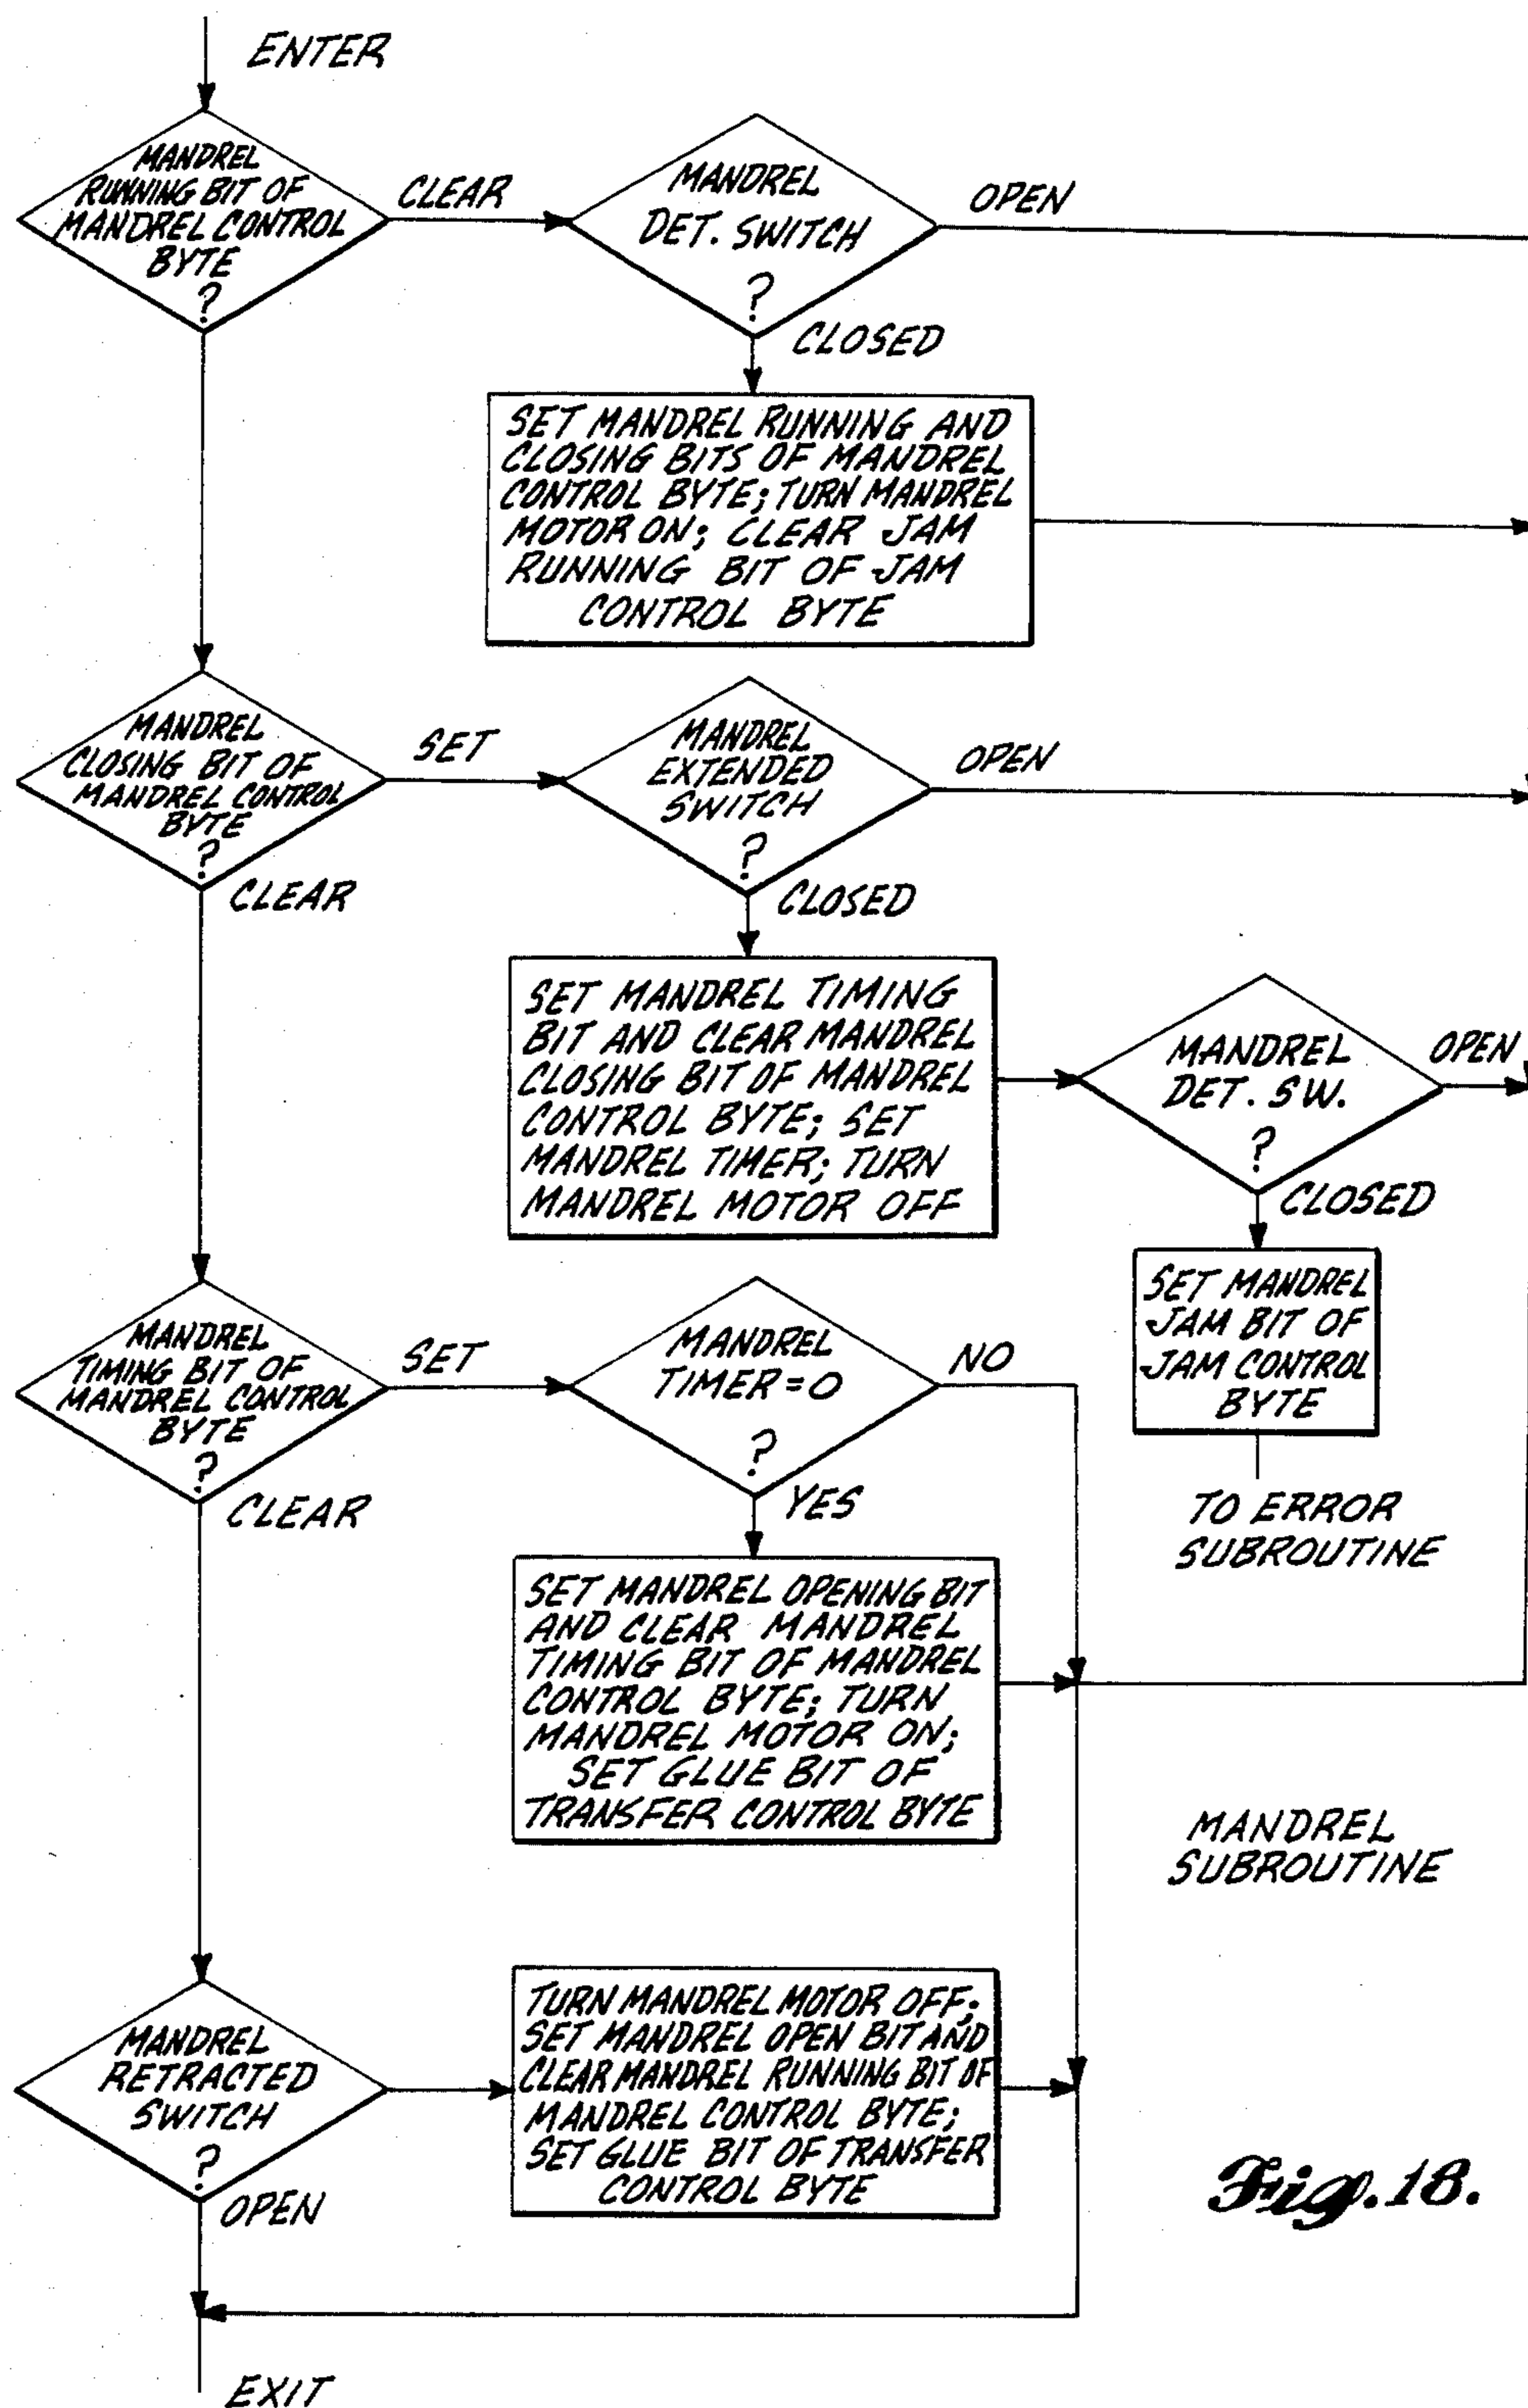 ENTER
MANDREL
RUNNING BIT OF
MANDREL CONTROL
BYTE
?
CLEAR
MANDREL
DET. SWITCH
?
OPEN
CLOSED
SET MANDREL RUNNING AND
CLOSING BITS OF MANDREL
CONTROL BYTE; TURN MANDREL
MOTOR ON; CLEAR JAM
RUNNING BIT OF JAM
CONTROL BYTE
MANDREL
CLOSING BIT OF
MANDREL CONTROL
BYTE
?
SET
CLEAR
MANDREL
EXTENDED
SWITCH
?
OPEN
CLOSED
SET MANDREL TIMING
BIT AND CLEAR MANDREL
CLOSING BIT OF MANDREL
CONTROL BYTE; SET
MANDREL TIMER; TURN
MANDREL MOTOR OFF
MANDREL
DET. SW.
?
OPEN
CLOSED
SET MANDREL
JAM BIT OF
JAM CONTROL
BYTE
TO ERROR
SUBROUTINE
MANDREL
TIMING BIT OF
MANDREL CONTROL
BYTE
?
SET
CLEAR
MANDREL
TIMER = 0
?
NO
YES
SET MANDREL OPENING BIT
AND CLEAR MANDREL
TIMING BIT OF MANDREL
CONTROL BYTE; TURN
MANDREL MOTOR ON;
SET GLUE BIT OF
TRANSFER CONTROL BYTE
MANDREL
SUBROUTINE
MANDREL
RETRACTED
SWITCH
?
OPEN
TURN MANDREL MOTOR OFF;
SET MANDREL OPEN BIT AND
CLEAR MANDREL RUNNING BIT OF
MANDREL CONTROL BYTE;
SET GLUE BIT OF TRANSFER
CONTROL BYTE
EXIT
Fig. 18.